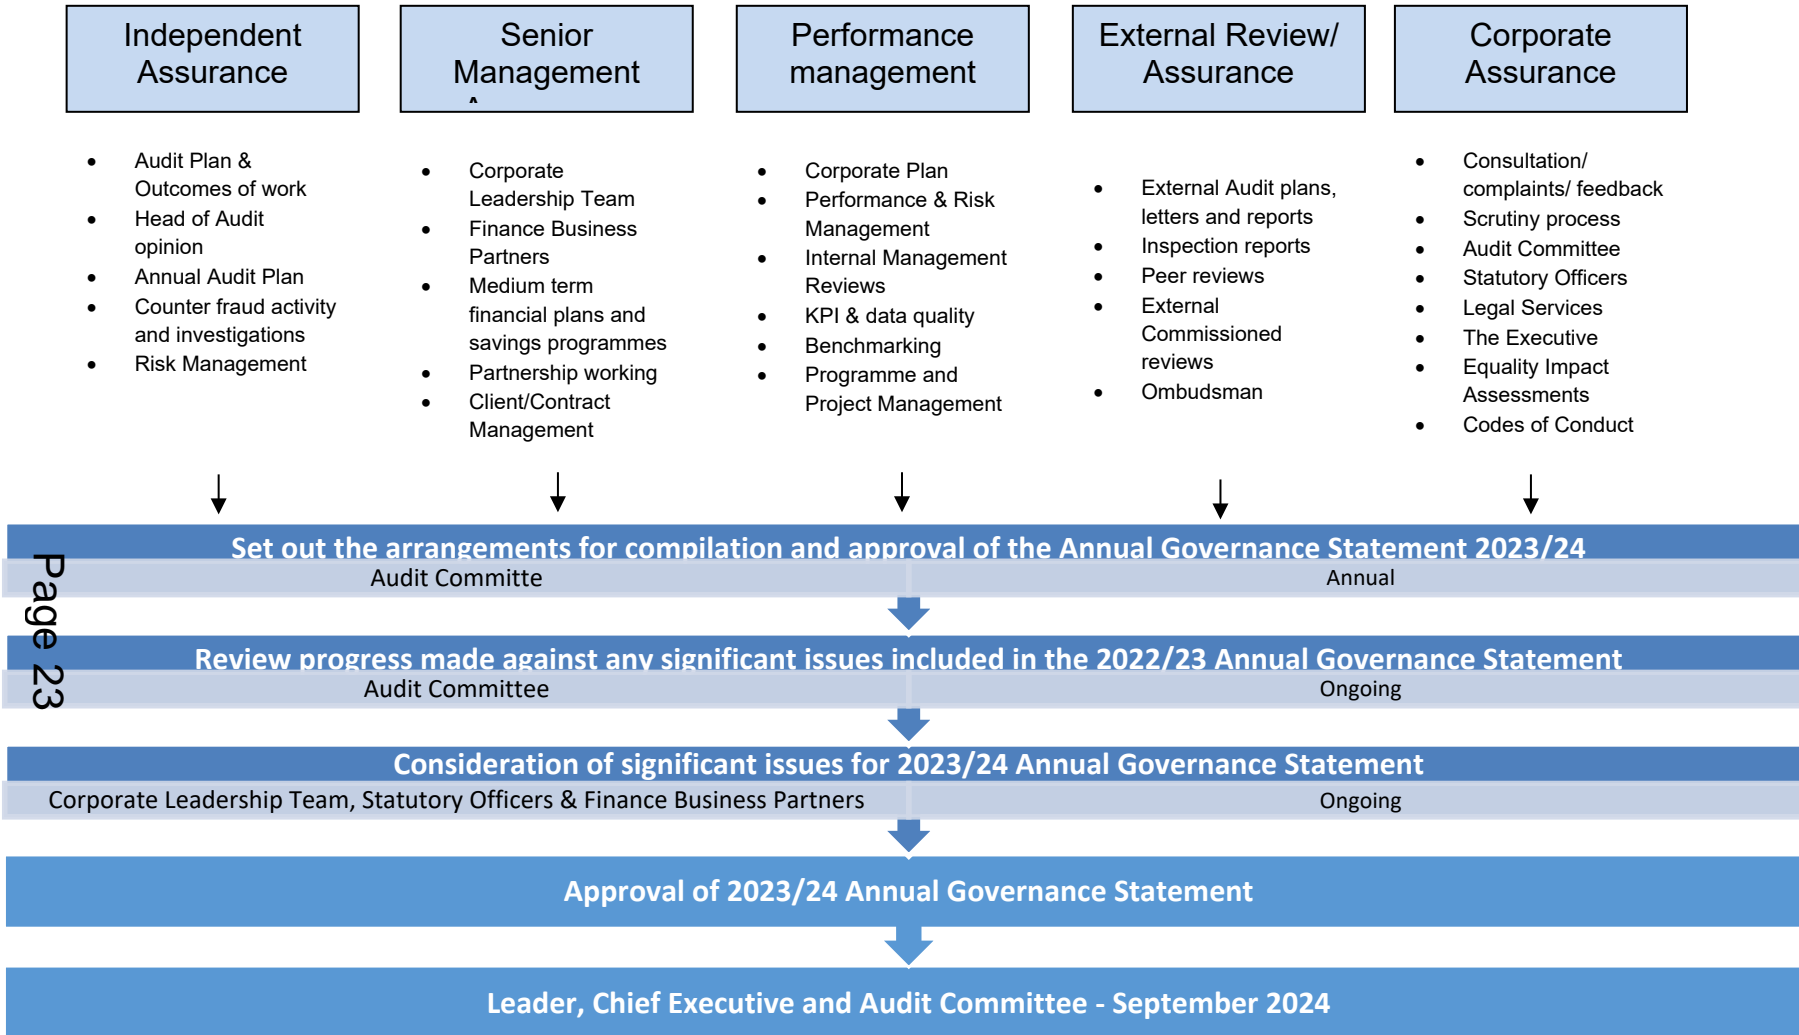 Independent
Assurance
Senior
Management
Performance
management
External Review/
Assurance
Corporate
Assurance
• Audit Plan &
Outcomes of work
• Head of Audit
opinion
• Annual Audit Plan
• Counter fraud activity
and investigations
• Risk Management
• Corporate
Leadership Team
• Finance Business
Partners
• Medium term
financial plans and
savings programmes
• Partnership working
• Client/Contract
Management
• Corporate Plan
• Performance & Risk
Management
• Internal Management
Reviews
• KPI & data quality
• Benchmarking
• Programme and
Project Management
• External Audit plans,
letters and reports
• Inspection reports
• Peer reviews
• External
Commissioned
reviews
• Ombudsman
• Consultation/
complaints/ feedback
• Scrutiny process
• Audit Committee
• Statutory Officers
• Legal Services
• The Executive
• Equality Impact
Assessments
• Codes of Conduct
Set out the arrangements for compilation and approval of the Annual Governance Statement 2023/24
Audit Committe
Annual
Review progress made against any significant issues included in the 2022/23 Annual Governance Statement
Audit Committee
Ongoing
Consideration of significant issues for 2023/24 Annual Governance Statement
Corporate Leadership Team, Statutory Officers & Finance Business Partners
Ongoing
Approval of 2023/24 Annual Governance Statement
Leader, Chief Executive and Audit Committee - September 2024
Page 23